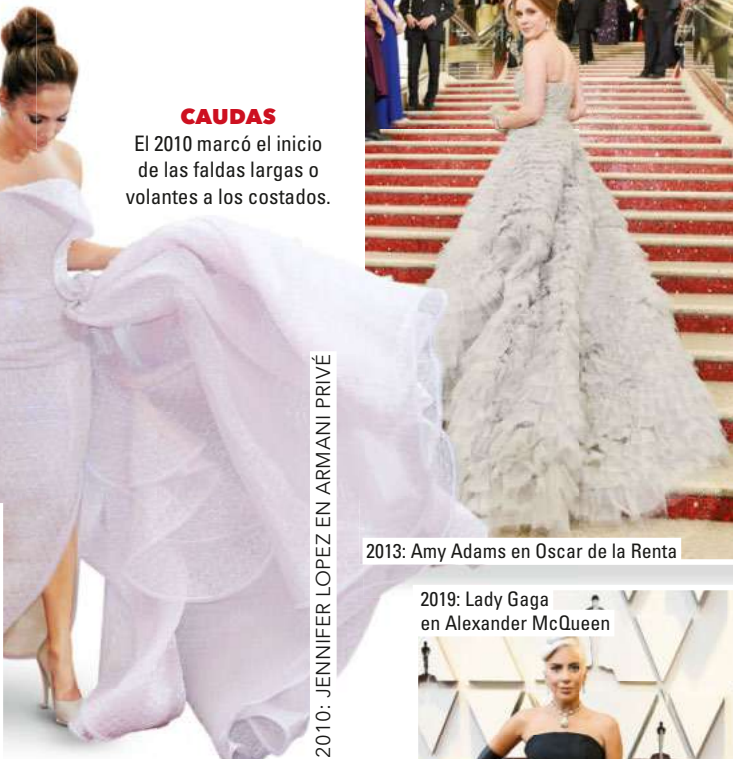 CAUDAS
El 2010 marcó el inicio
de las faldas largas o
volantes a los costados.
2010: JENNIFER LOPEZ EN ARMANI PRIVÉ
2013: Amy Adams en Oscar de la Renta
2019: Lady Gaga
en Alexander McQueen